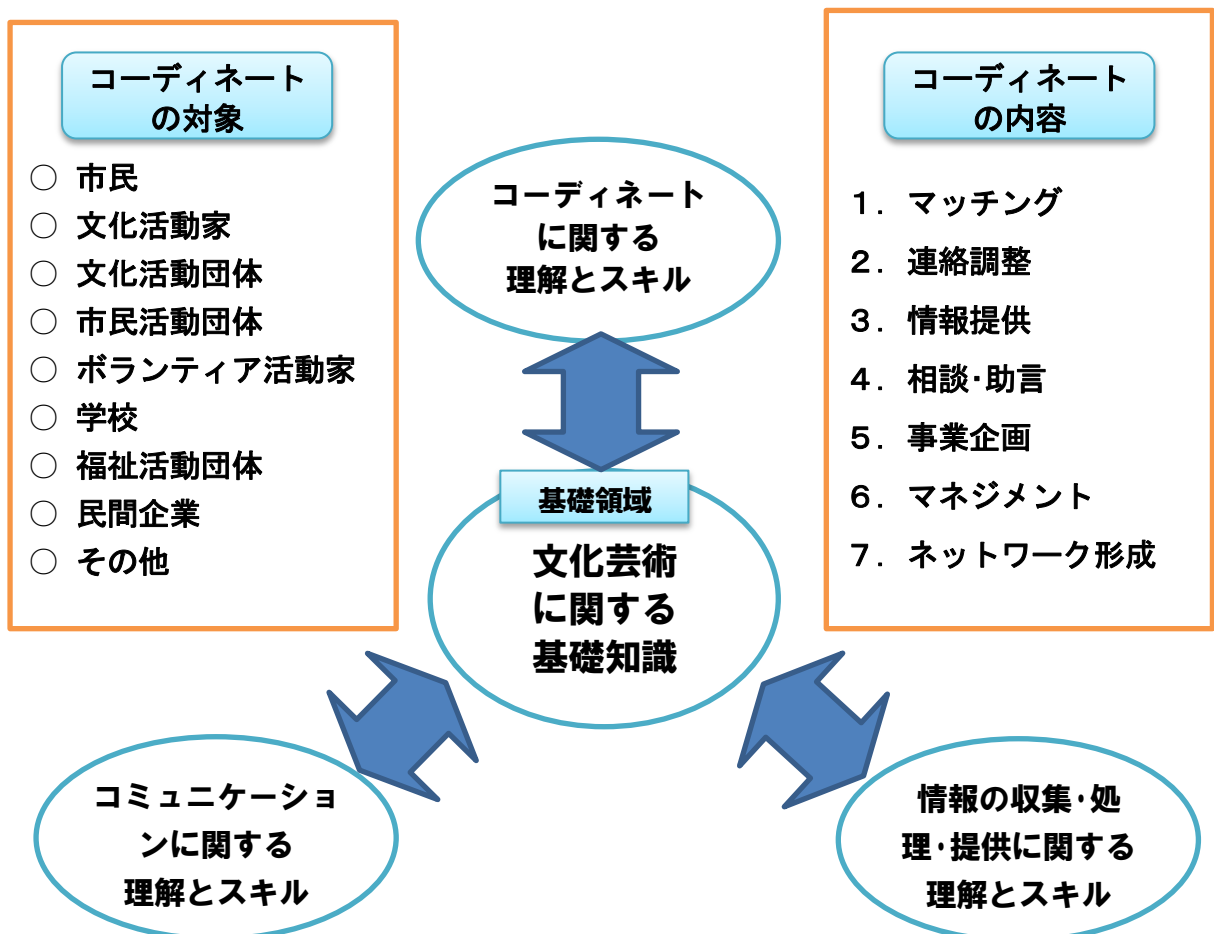 コーディネート
の対象
○ 市民
○ 文化活動家
○ 文化活動団体
○ 市民活動団体
○ ボランティア活動家
○ 学校
○ 福祉活動団体
○ 民間企業
○ その他
コーディネート
に関する
理解とスキル
コーディネート
の内容
１．マッチング
２．連絡調整
３．情報提供
４．相談・助言
５．事業企画
６．マネジメント
７．ネットワーク形成
基礎領域
文化芸術
に関する
基礎知識
コミュニケーショ
ンに関する
理解とスキル
情報の収集・処
理・提供に関する
理解とスキル